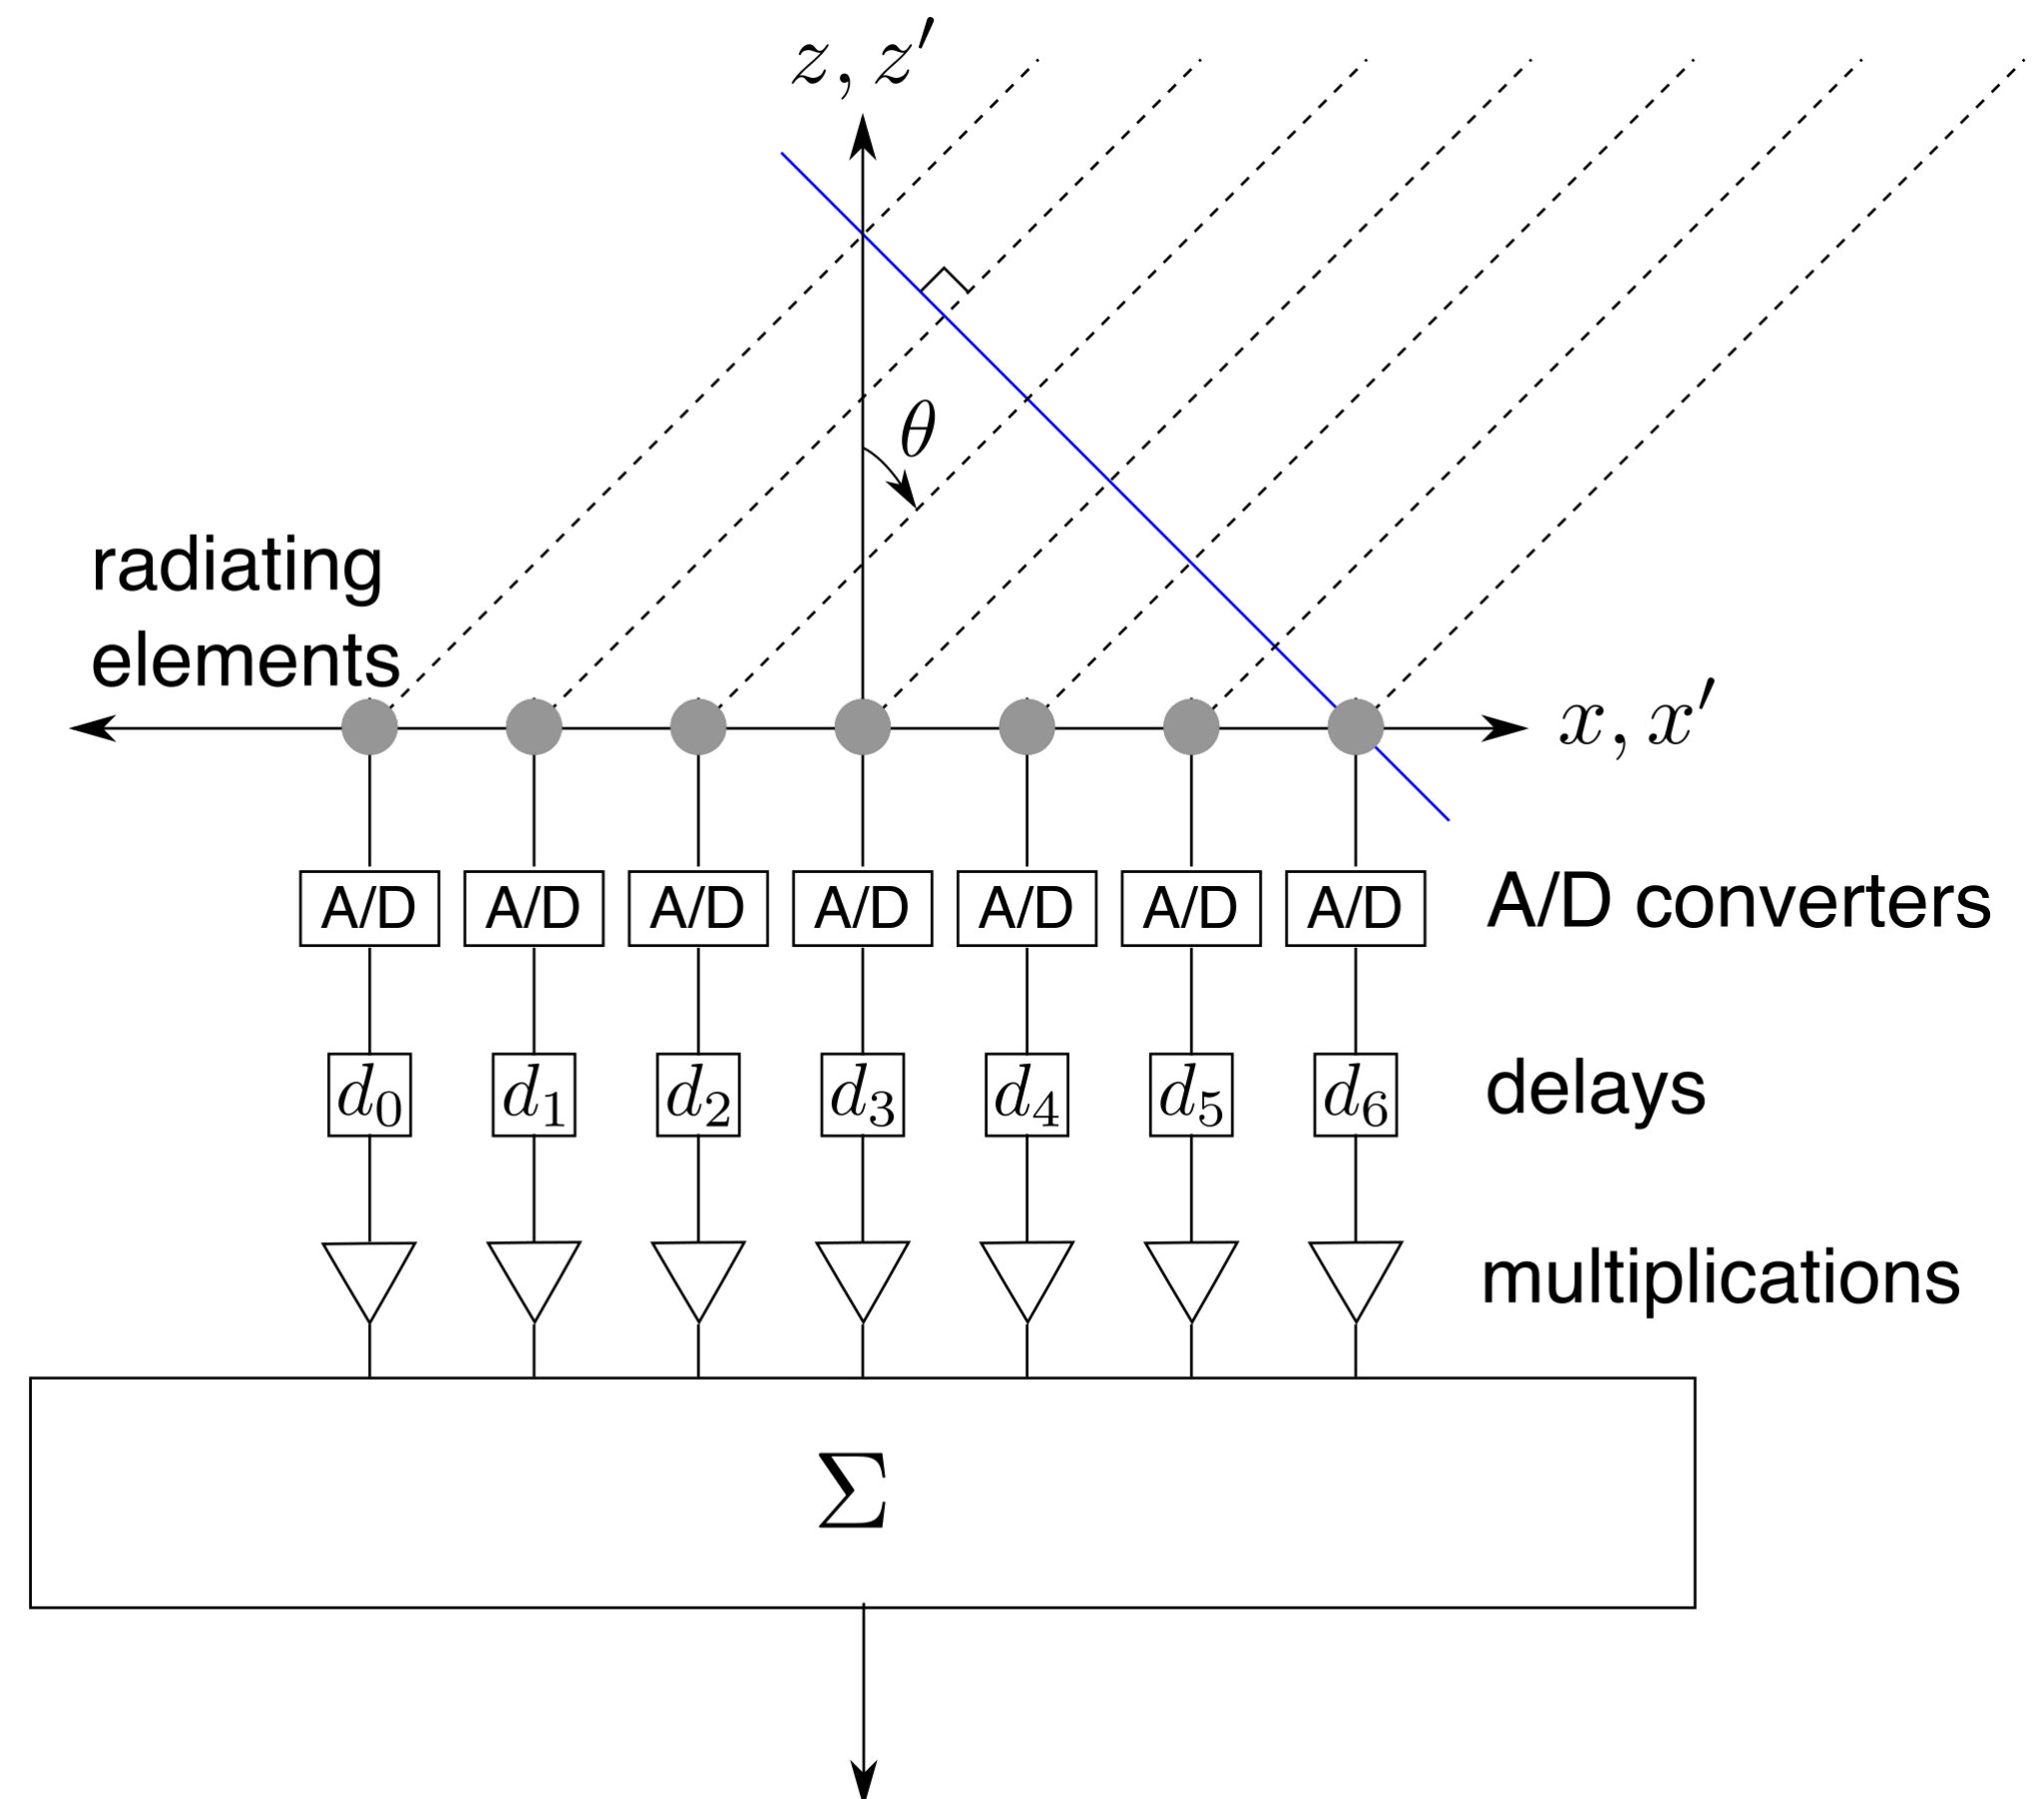 z, z′
θ
radiating
elements
x, x′
A/D A/D A/D A/D A/D A/D A/D A/D converters
d₀ d₁ d₂ d₃ d₄ d₅ d₆ delays
multiplications
Σ